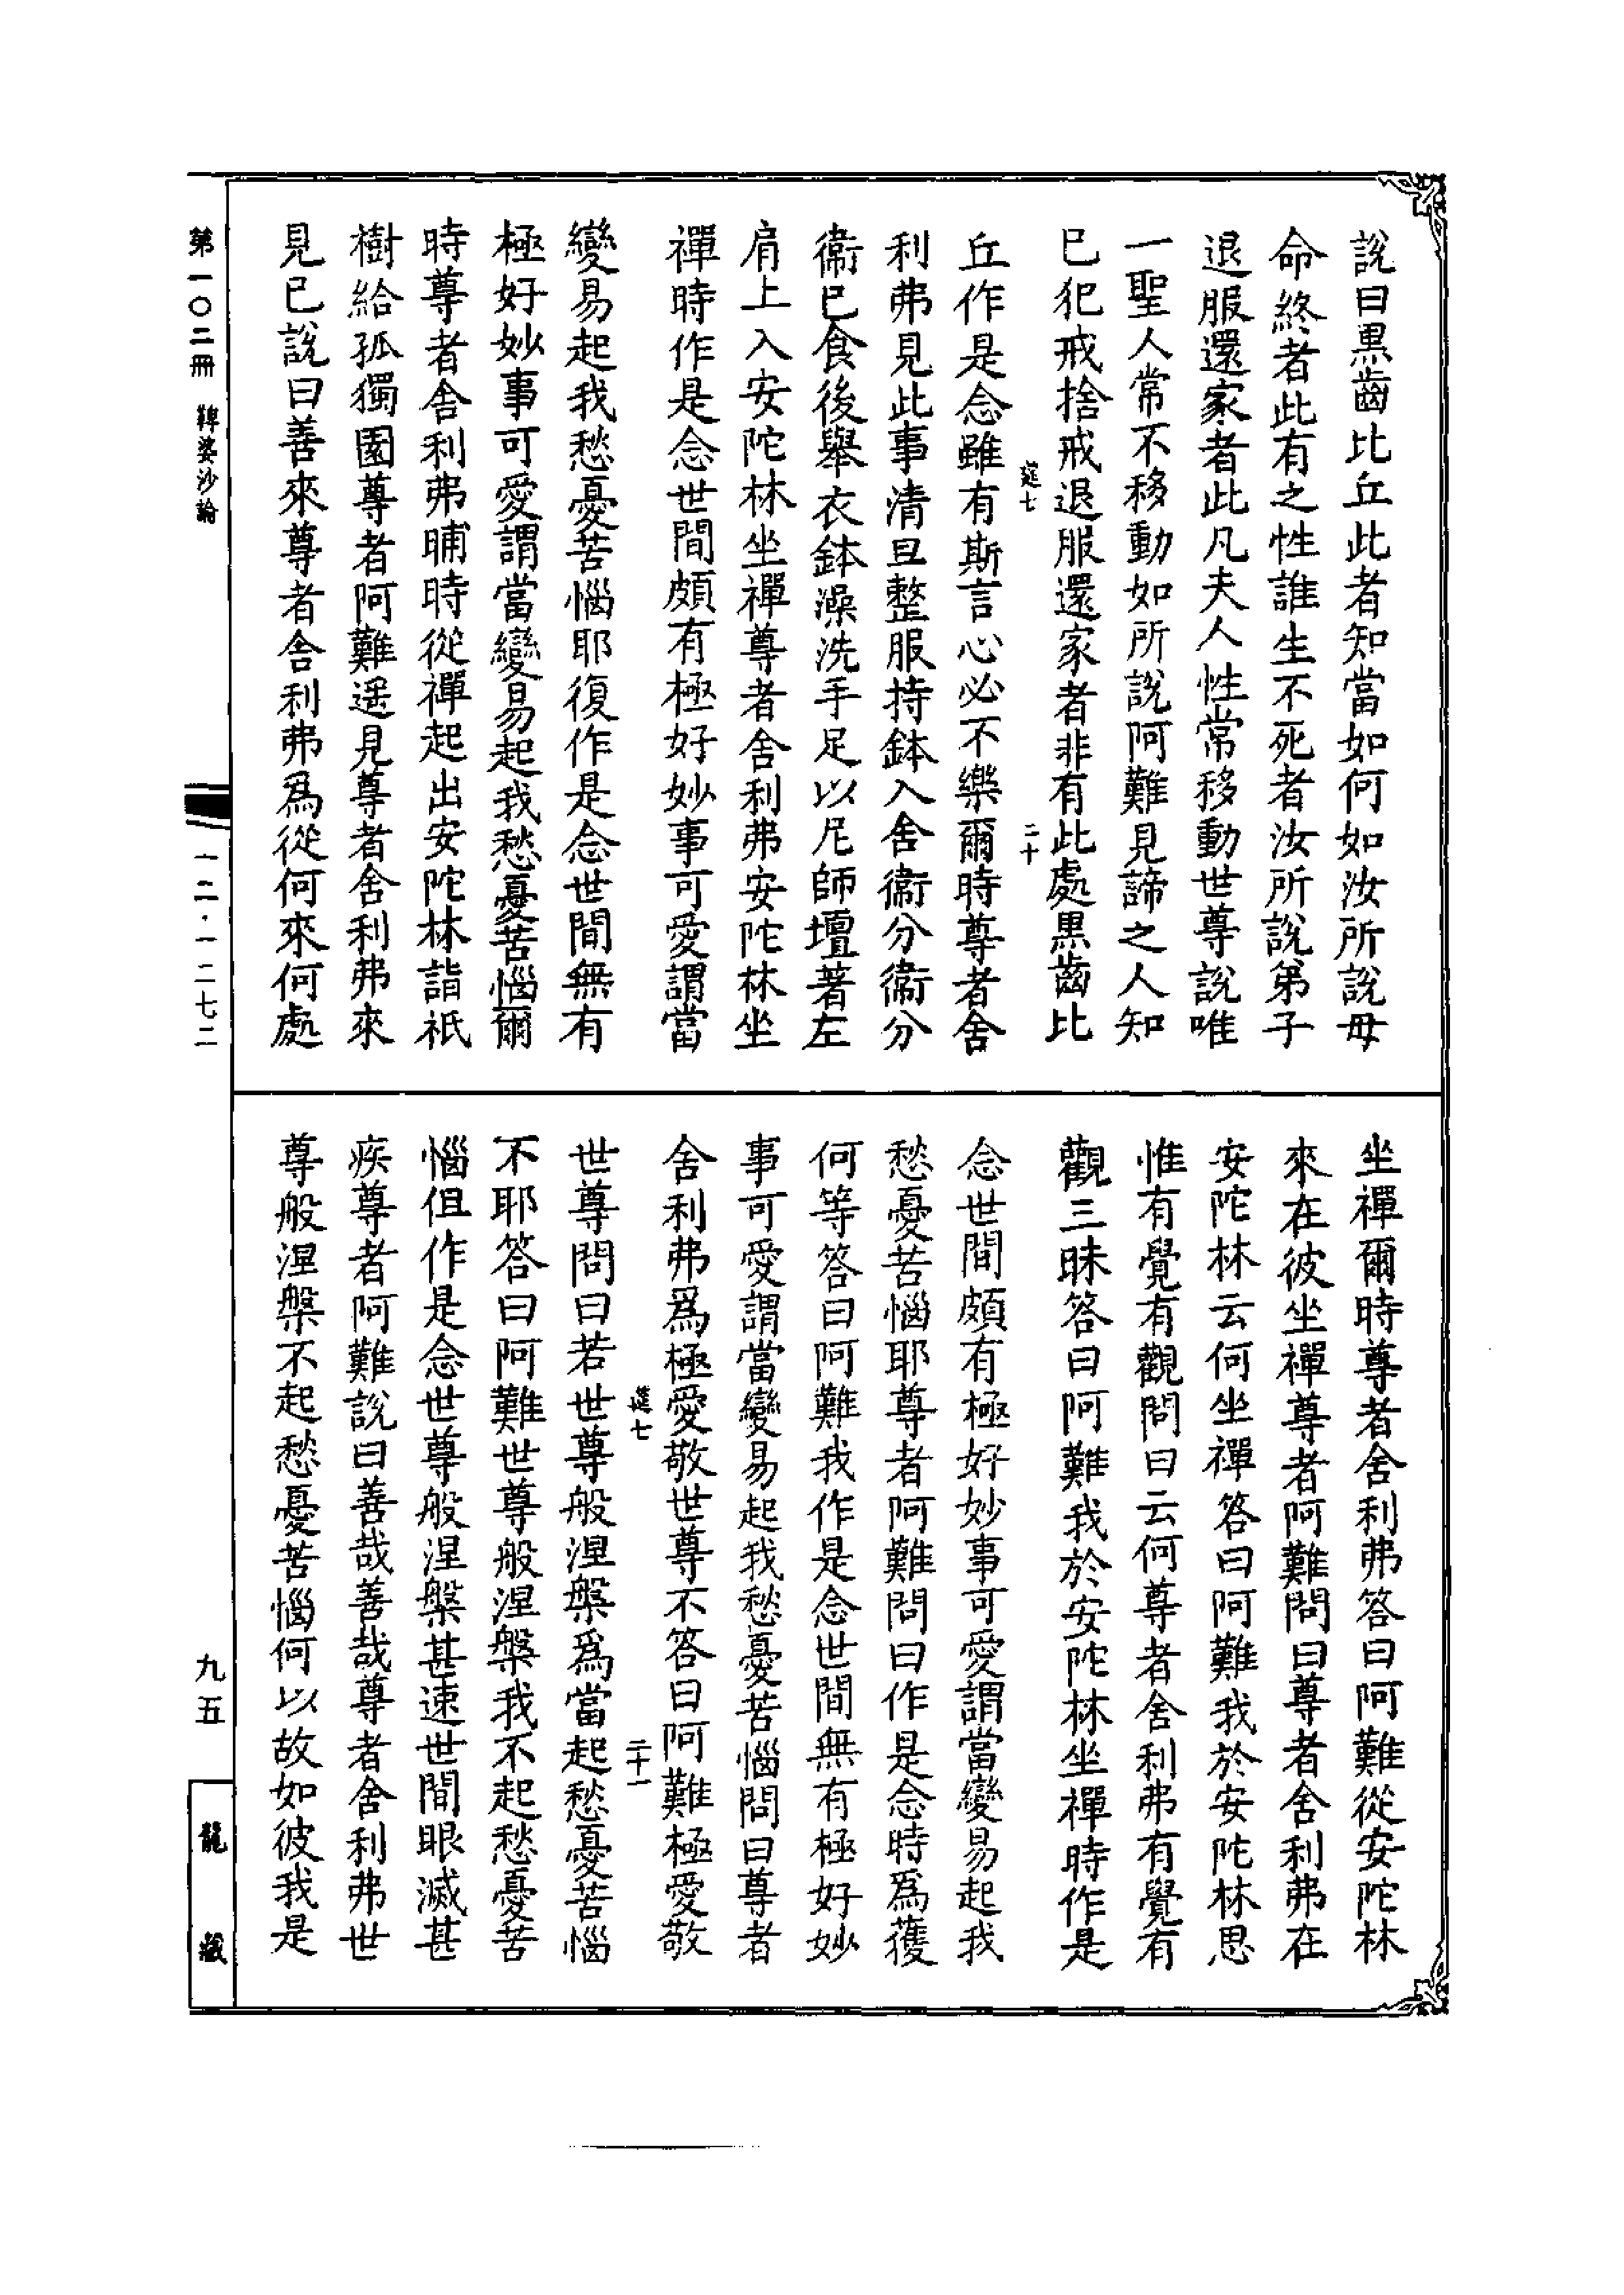 說曰黑齒比丘此者知當如何如汝所說母
命終者此有之性誰生不死者汝所說弟子
退服還家者此凡夫人性常移動世尊說唯
一聖人常不移動如所說阿難見諦之人知
已犯戒捨戒退服還家者非有此處黑齒比
筵七 二十
丘作是念雖有斯言心必不樂爾時尊者舍
利弗見此事清旦整服持鉢入舍衞分衞分
衞已食後舉衣鉢澡洗手足以尼師壇著左
肩上入安陀林坐禪尊者舍利弗安陀林坐
禪時作是念世間頗有極好妙事可愛謂當
變易起我愁憂苦惱耶復作是念世間無有
極好妙事可愛謂當變易起我愁憂苦惱爾
時尊者舍利弗晡時從禪起出安陀林詣祇
樹給孤獨園尊者阿難遥見尊者舍利弗來
見已說曰善來尊者舍利弗爲從何來何處
坐禪爾時尊者舍利弗答曰阿難從安陀林
來在彼坐禪尊者阿難問曰尊者舍利弗在
安陀林云何坐禪答曰阿難我於安陀林思
惟有覺有觀問曰云何尊者舍利弗有覺有
觀三昧答曰阿難我於安陀林坐禪時作是
念世間頗有極好妙事可愛謂當變易起我
愁憂苦惱耶尊者阿難問曰作是念時爲獲
何等答曰阿難我作是念世間無有極好妙
事可愛謂當變易起我愁憂苦惱問曰尊者
舍利弗爲極愛敬世尊不答曰阿難極愛敬
筵七 二十一
世尊問曰若世尊般涅槃爲當起愁憂苦惱
不耶答曰阿難世尊般涅槃我不起愁憂苦
惱但作是念世尊般涅槃甚速世間眼滅甚
疾尊者阿難說曰善哉善哉尊者舍利弗世
尊般涅槃不起愁憂苦惱何以故如彼我是
第一〇二冊 鞞婆沙論
一二·一二七二
九五
龍藏